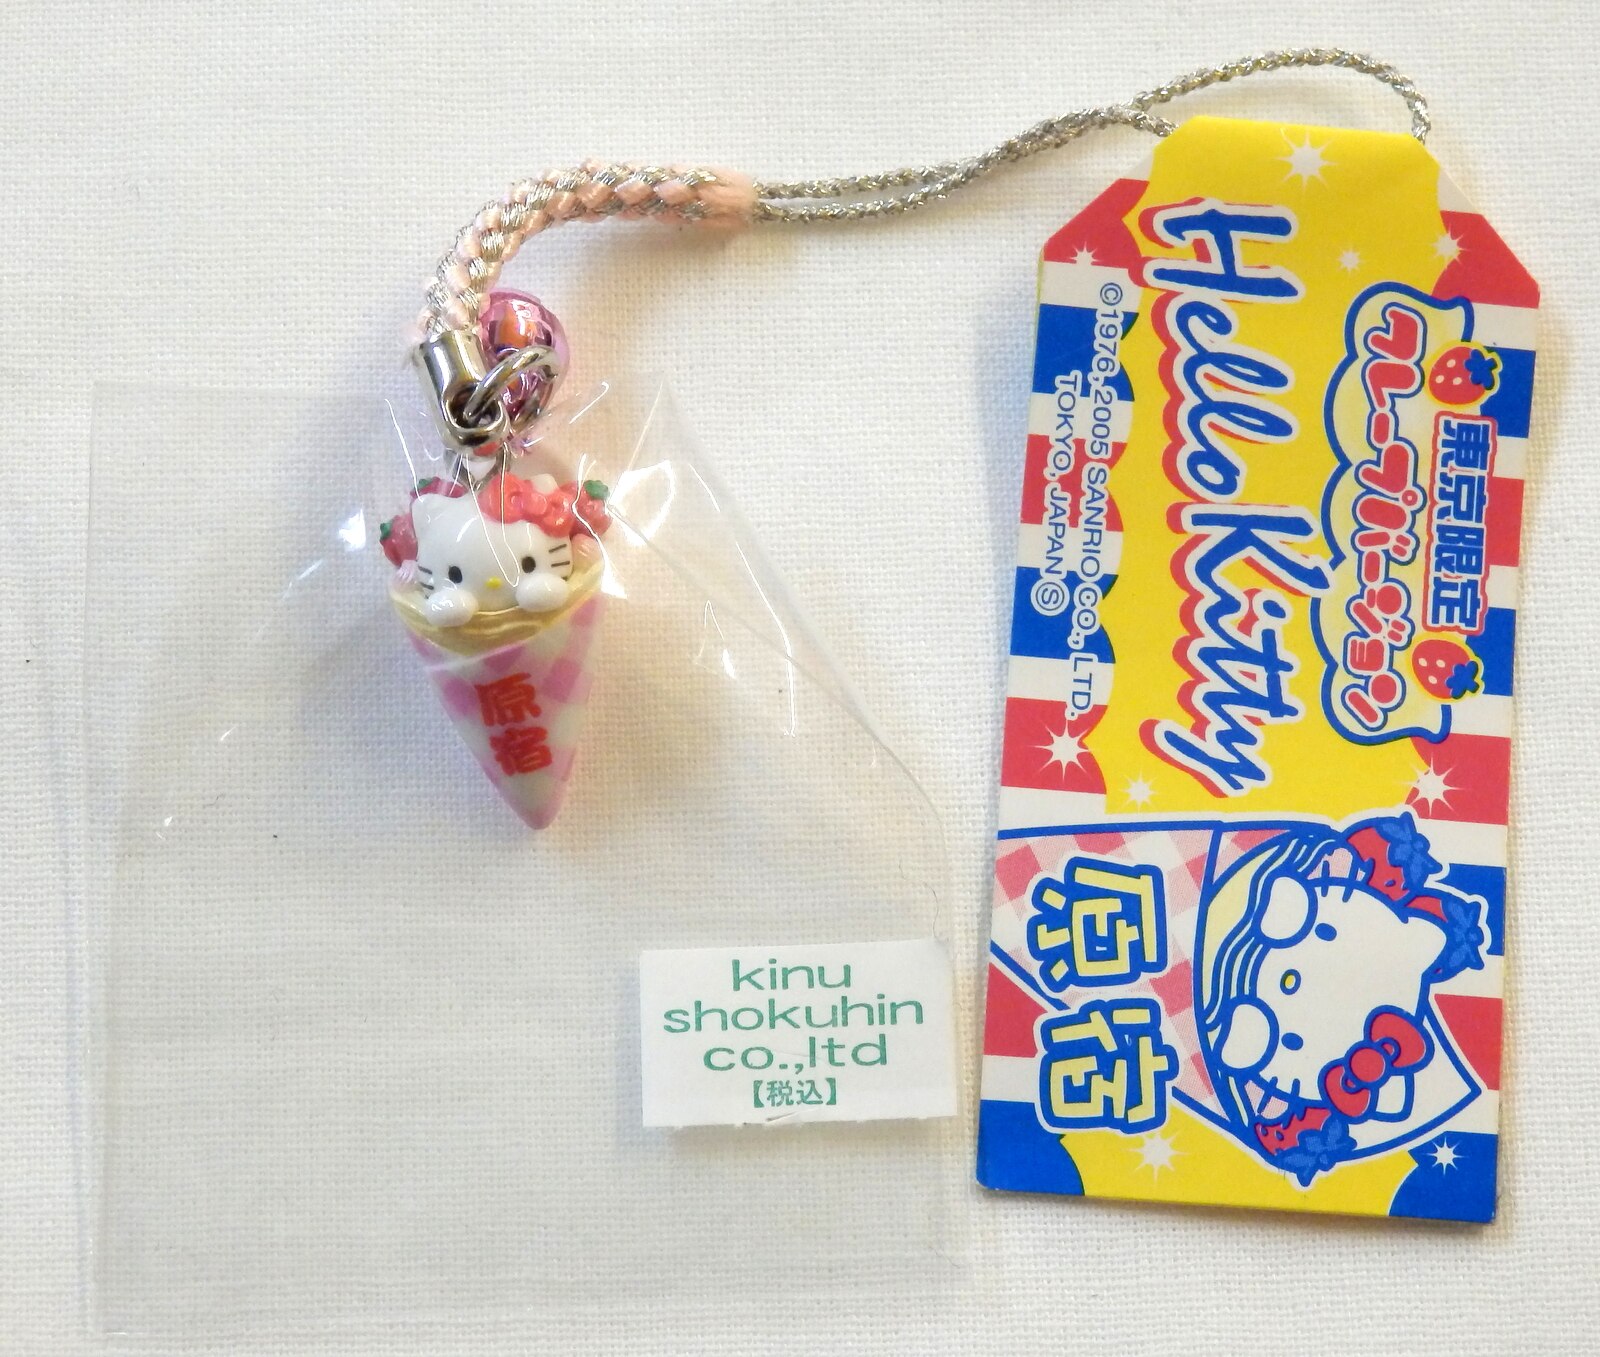 原宿
kinu
shokuhin
co.,ltd
【税込】
東京限定
クレープバージョン
Hello Kitty
©1976, 2005 SANRIO CO., LTD.
TOKYO, JAPAN Ⓢ
原宿